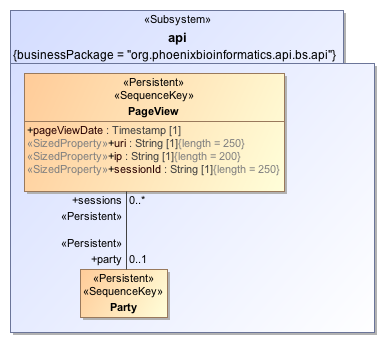 «Subsystem»
api
{businessPackage = "org.phoenixbioinformatics.api.bs.api"}
«Persistent»
«SequenceKey»
PageView
+pageViewDate : Timestamp [1]
«SizedProperty»+uri : String [1]{length = 250}
«SizedProperty»+ip : String [1]{length = 200}
«SizedProperty»+sessionId : String [1]{length = 250}
+sessions 0..*
«Persistent»
«Persistent»
+party 0..1
«Persistent»
«SequenceKey»
Party